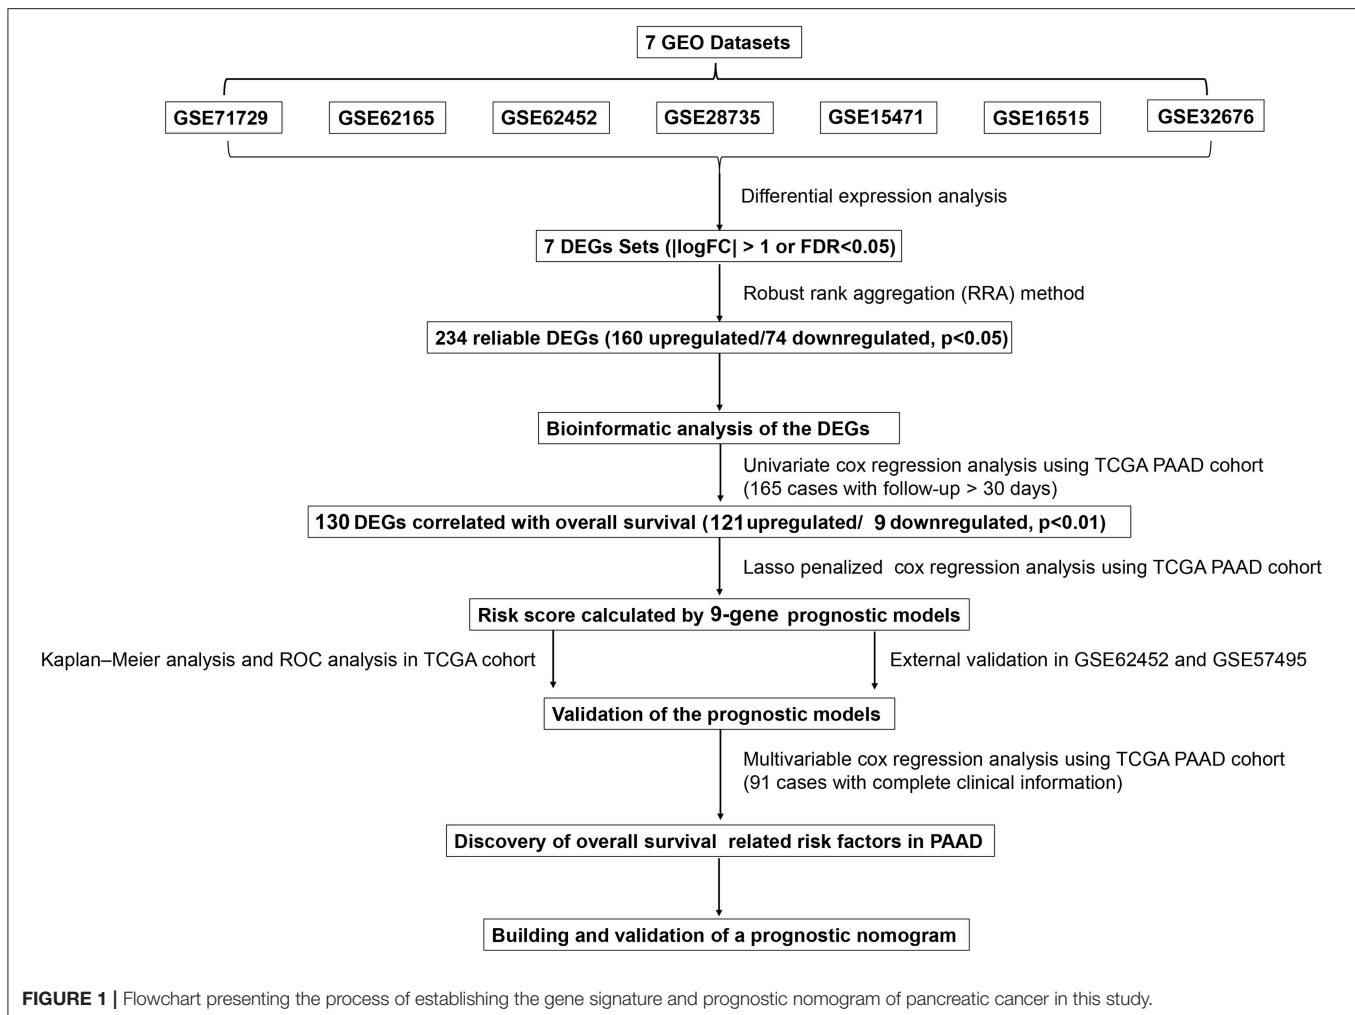 7 GEO Datasets
GSE71729 GSE62165 GSE62452 GSE28735 GSE15471 GSE16515 GSE32676
Differential expression analysis
7 DEGs Sets (|logFC| > 1 or FDR<0.05)
Robust rank aggregation (RRA) method
234 reliable DEGs (160 upregulated/74 downregulated, p<0.05)
Bioinformatic analysis of the DEGs
Univariate cox regression analysis using TCGA PAAD cohort
(165 cases with follow-up > 30 days)
130 DEGs correlated with overall survival (121 upregulated/ 9 downregulated, p<0.01)
Lasso penalized cox regression analysis using TCGA PAAD cohort
Risk score calculated by 9-gene prognostic models
Kaplan–Meier analysis and ROC analysis in TCGA cohort
External validation in GSE62452 and GSE57495
Validation of the prognostic models
Multivariable cox regression analysis using TCGA PAAD cohort
(91 cases with complete clinical information)
Discovery of overall survival related risk factors in PAAD
Building and validation of a prognostic nomogram
FIGURE 1 | Flowchart presenting the process of establishing the gene signature and prognostic nomogram of pancreatic cancer in this study.